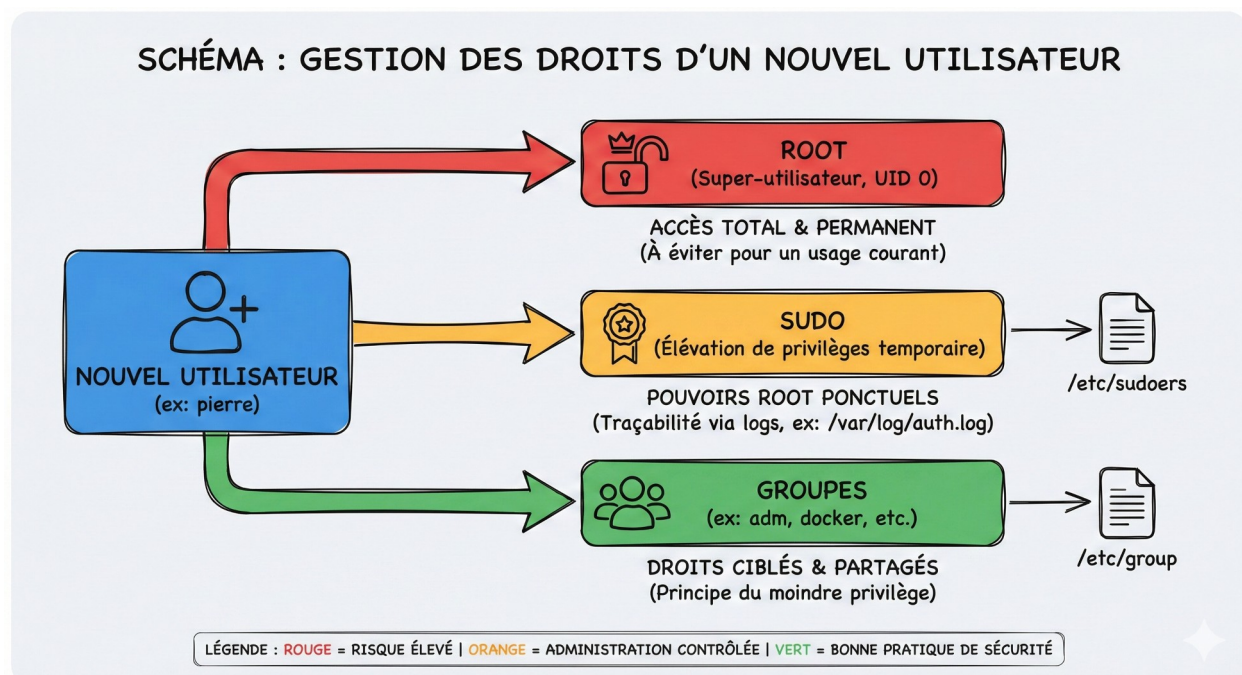 SCHÉMA : GESTION DES DROITS D'UN NOUVEL UTILISATEUR
ROOT
(Super-utilisateur, UID 0)
ACCÈS TOTAL & PERMANENT
(À éviter pour un usage courant)
NOUVEL UTILISATEUR
(ex: pierre)
SUDO
(Élévation de privilèges temporaire)
POUVOIRS ROOT PONCTUELS
(Traçabilité via logs, ex: /var/log/auth.log)
/etc/sudoers
GROUPES
(ex: adm, docker, etc.)
DROITS CIBLÉS & PARTAGÉS
(Principe du moindre privilège)
/etc/group
LÉGENDE : ROUGE = RISQUE ÉLEVÉ | ORANGE = ADMINISTRATION CONTRÔLÉE | VERT = BONNE PRATIQUE DE SÉCURITÉ